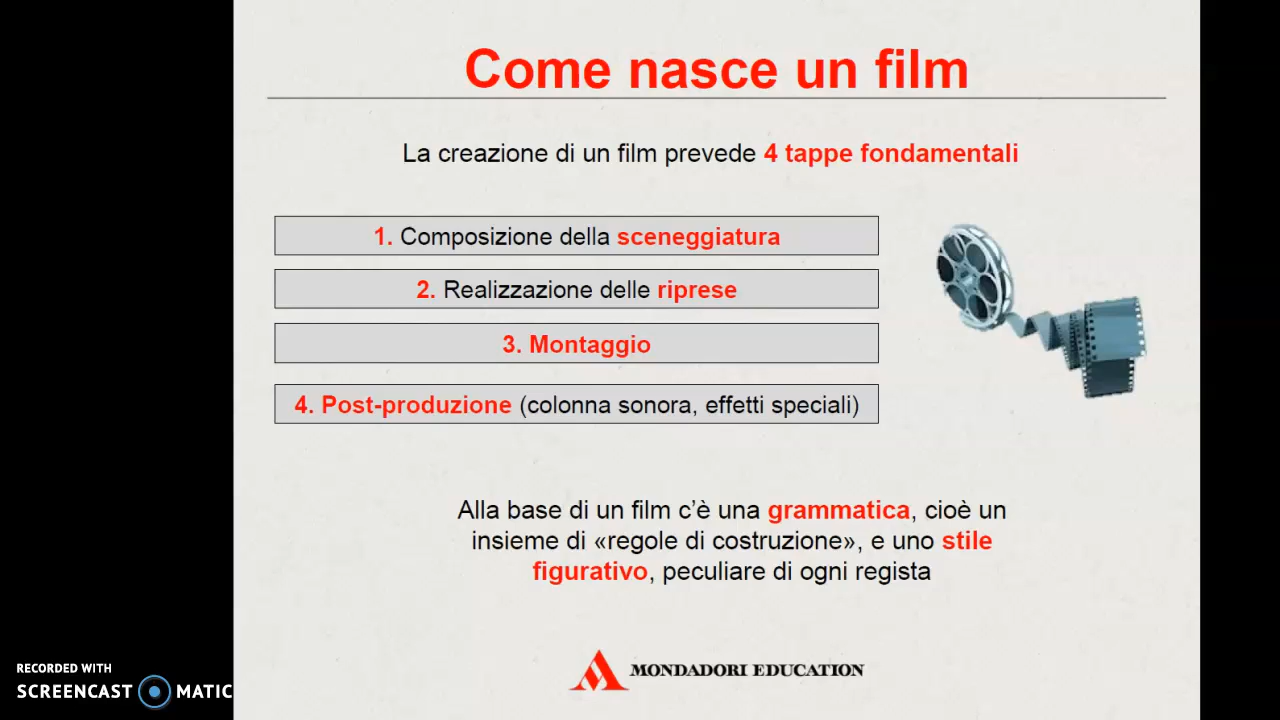 Come nasce un film
La creazione di un film prevede 4 tappe fondamentali
1. Composizione della sceneggiatura
2. Realizzazione delle riprese
3. Montaggio
4. Post-produzione (colonna sonora, effetti speciali)
Alla base di un film c’è una grammatica, cioè un
insieme di «regole di costruzione», e uno stile
figurativo, peculiare di ogni regista
MONDADORI EDUCATION
RECORDED WITH
SCREENCAST MATIC